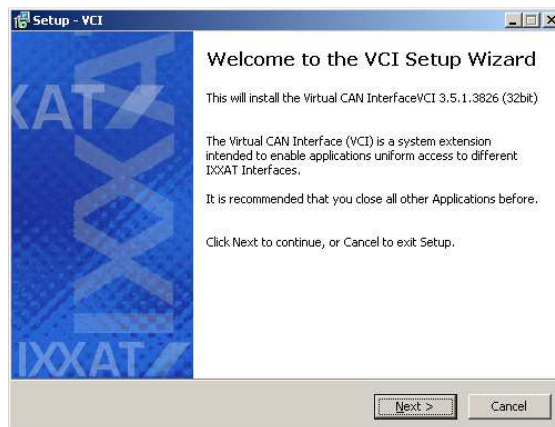 Setup - VCI
Welcome to the VCI Setup Wizard
This will install the Virtual CAN InterfaceVCI 3.5.1.3826 (32bit)
The Virtual CAN Interface (VCI) is a system extension
intended to enable applications uniform access to different
IXXAT Interfaces.
It is recommended that you close all other Applications before.
Click Next to continue, or Cancel to exit Setup.
IXXAT
IXXAT
Next >
Cancel